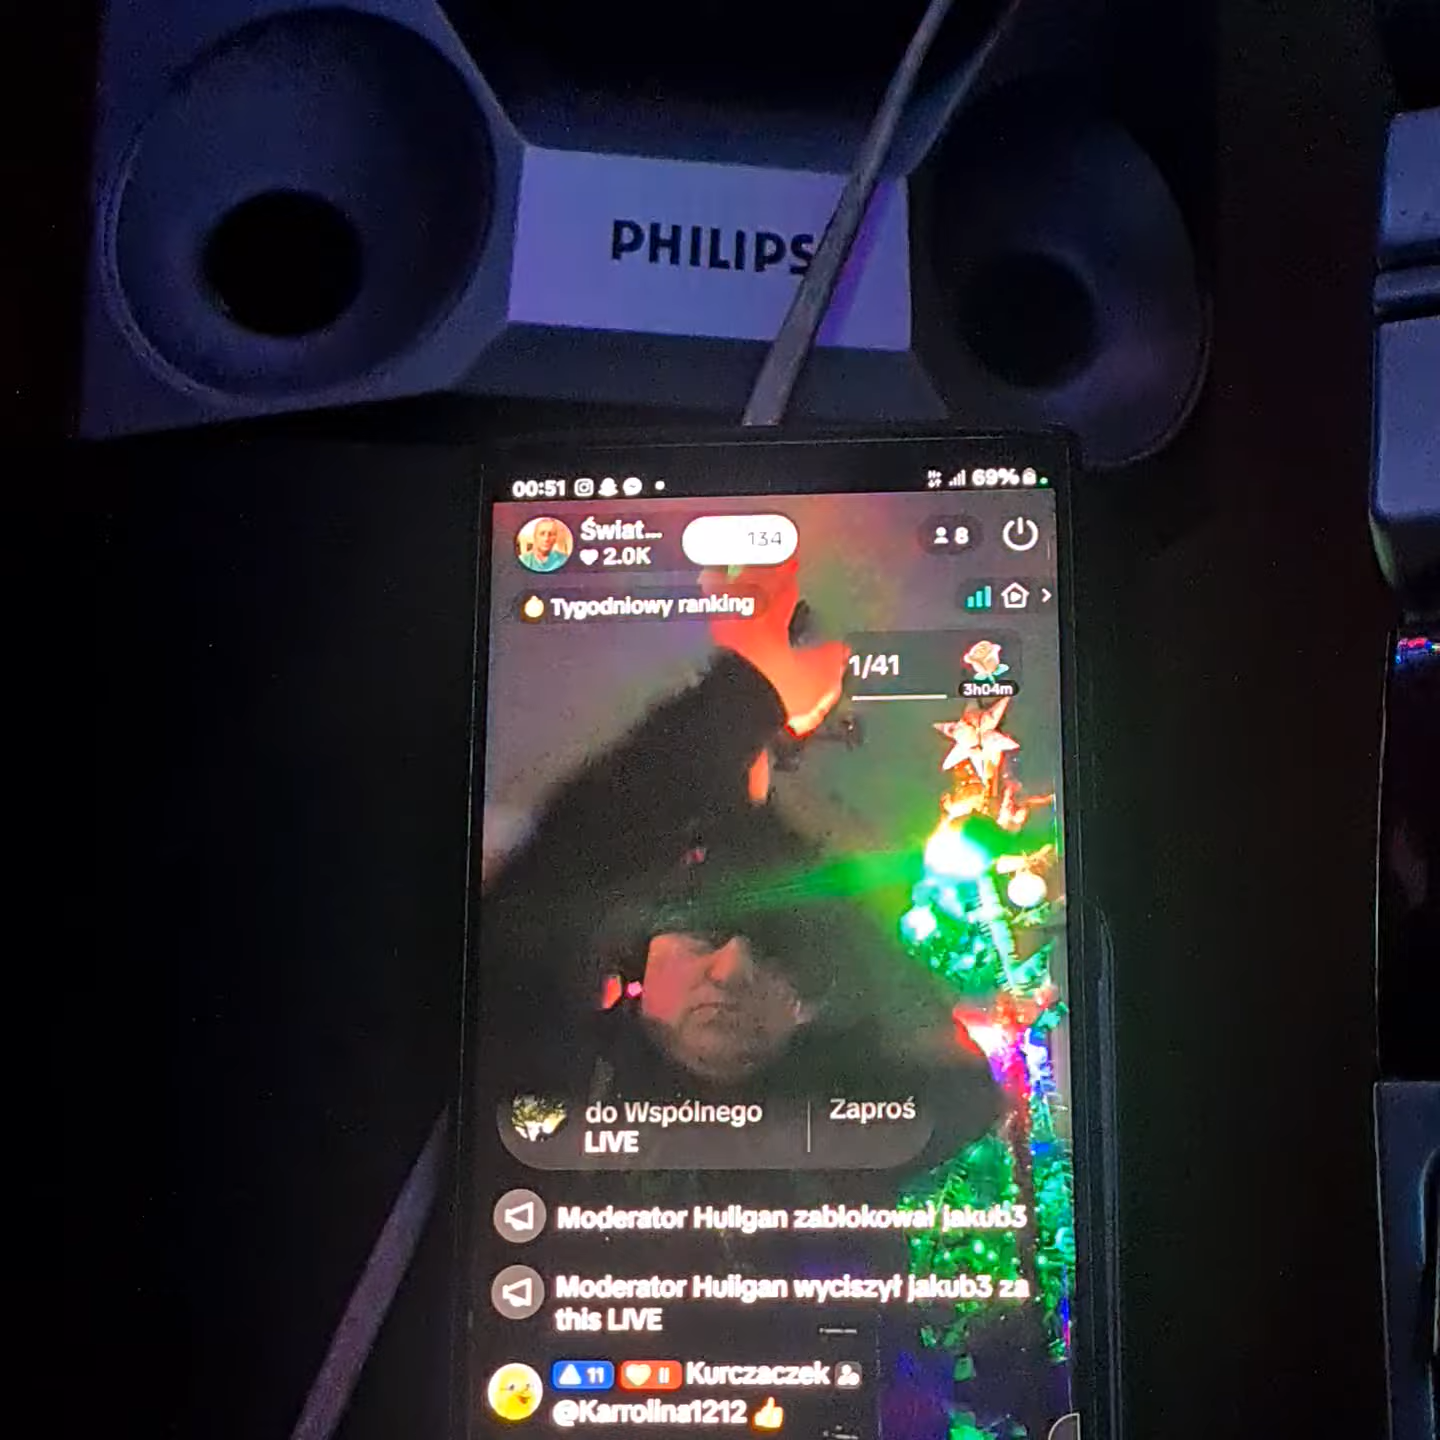 PHILIPS
00:51
69%
Świat...
2.0K
134
8
Tygodniowy ranking
1/41
3h04m
do Wspólnego
LIVE
Zaproś
Moderator Huligan zablokował jakub3
Moderator Huligan wyciszył jakub3 za
this LIVE
11 II Kurczaczek
@Karrolina1212 👍